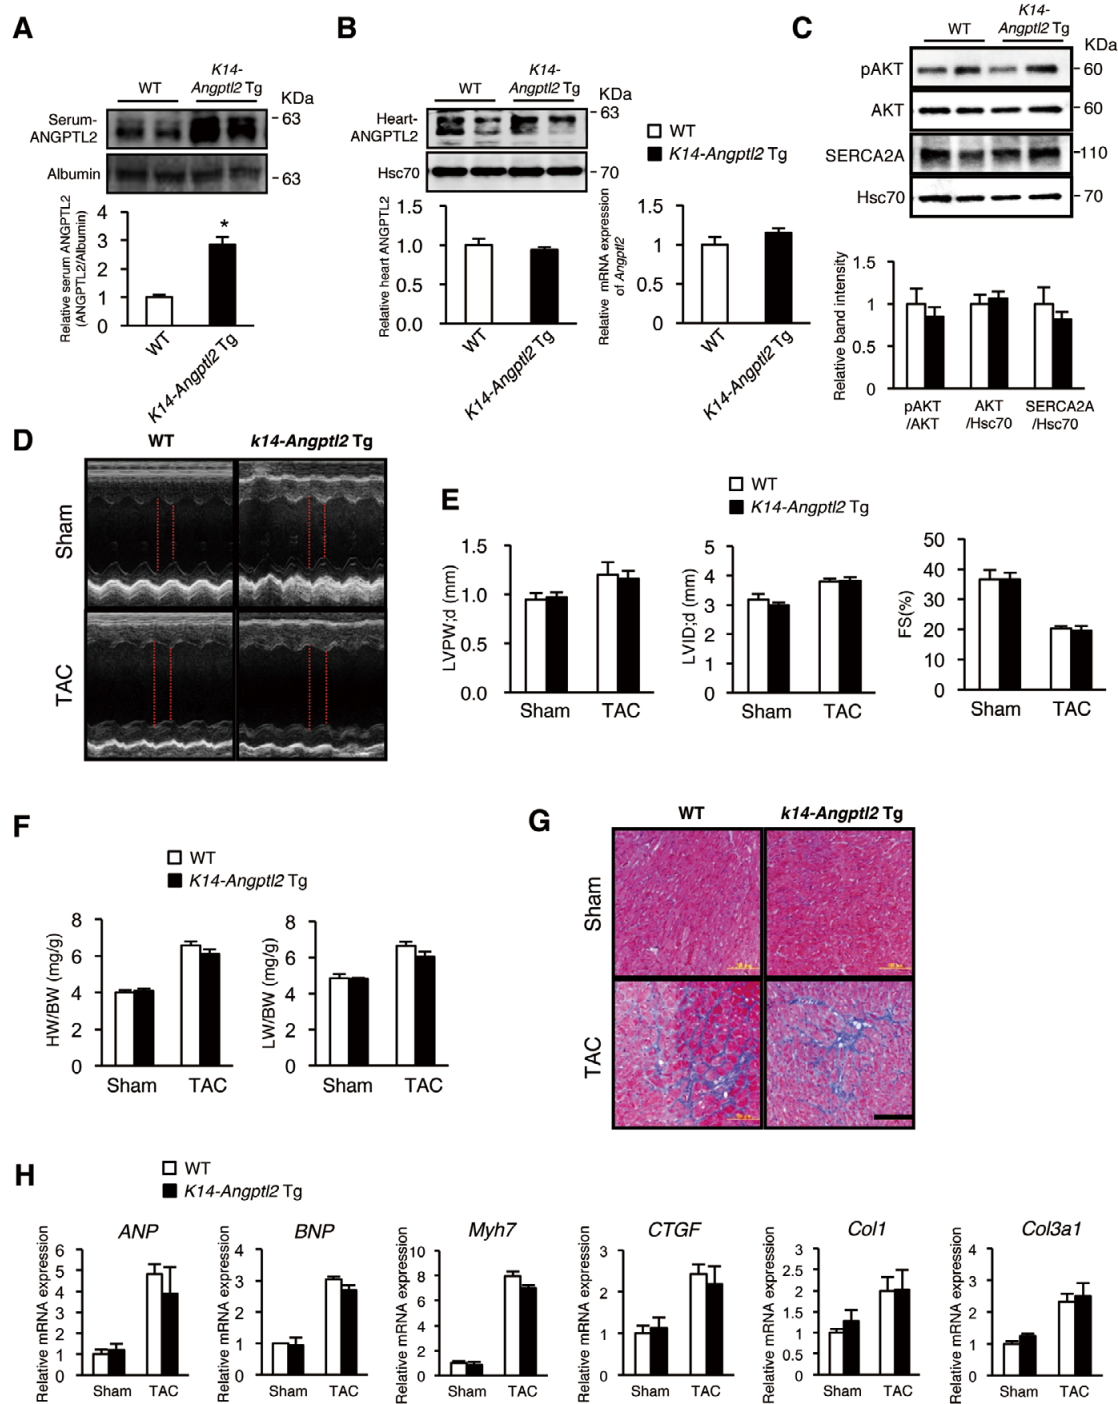 A
WT
K14-
Angptl2 Tg
KDa
Serum-
ANGPTL2
63
Albumin
63
Relative serum ANGPTL2
(ANGPTL2/Albumin)
4
3
2
1
0
*
WT
K14-Angptl2 Tg
B
WT
K14-
Angptl2 Tg
KDa
Heart-
ANGPTL2
63
Hsc70
70
WT
K14-Angptl2 Tg
Relative heart ANGPTL2
1.5
1.0
0.5
0.0
WT
K14-Angptl2 Tg
Relative mRNA expression
of Angptl2
1.5
1
0.5
0
WT
K14-Angptl2 Tg
C
WT
K14-
Angptl2 Tg
KDa
pAKT
60
AKT
60
SERCA2A
110
Hsc70
70
Relative band intensity
1.5
1
0.5
0
pAKT
/AKT
AKT
/Hsc70
SERCA2A
/Hsc70
D
WT
k14-Angptl2 Tg
Sham
TAC
E
WT
K14-Angptl2 Tg
LVPW;d (mm)
1.5
1.0
0.5
0.0
Sham
TAC
LVID;d (mm)
5
4
3
2
1
0
Sham
TAC
FS(%)
50
40
30
20
10
0
Sham
TAC
F
WT
K14-Angptl2 Tg
HW/BW (mg/g)
8
6
4
2
0
Sham
TAC
LW/BW (mg/g)
8
6
4
2
0
Sham
TAC
G
WT
k14-Angptl2 Tg
Sham
TAC
H
WT
K14-Angptl2 Tg
ANP
Relative mRNA expression
6
5
4
3
2
1
0
Sham
TAC
BNP
Relative mRNA expression
4
3
2
1
0
Sham
TAC
Myh7
Relative mRNA expression
10
8
6
4
2
0
Sham
TAC
CTGF
Relative mRNA expression
3
2
1
0
Sham
TAC
Col1
Relative mRNA expression
3
2.5
2
1.5
1
0.5
0
Sham
TAC
Col3a1
Relative mRNA expression
4
3
2
1
0
Sham
TAC